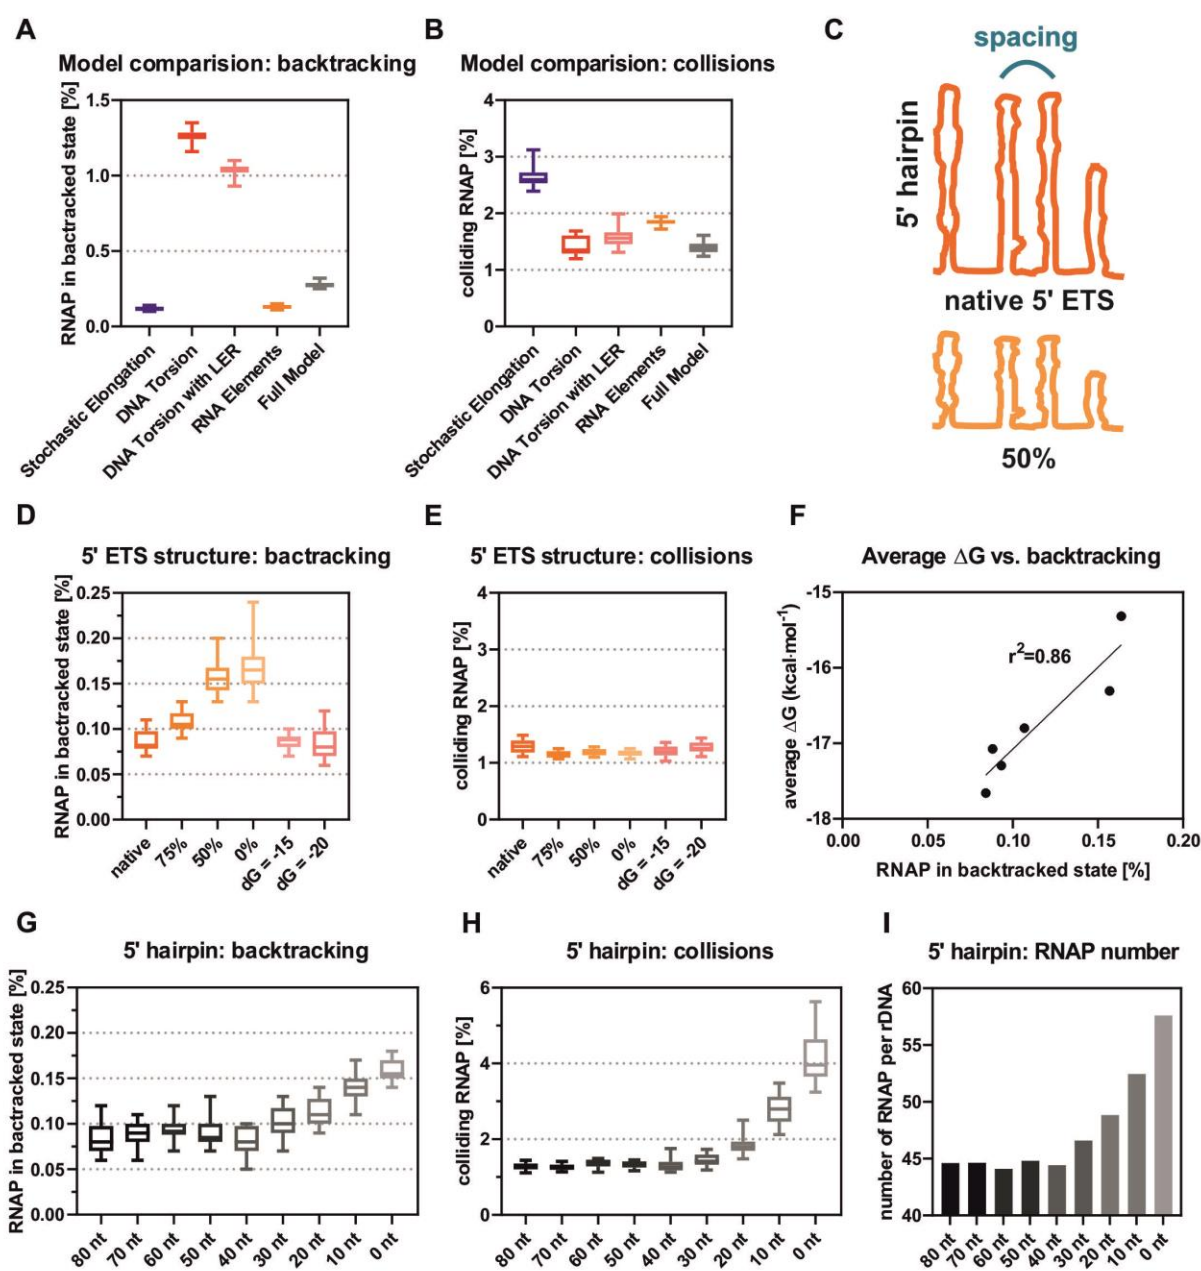 A
Model comparision: backtracking
RNAP in bactracked state [%]
1.5
1.0
0.5
0.0
Stochastic Elongation
DNA Torsion
DNA Torsion with LER
RNA Elements
Full Model
B
Model comparision: collisions
colliding RNAP [%]
4
3
2
1
0
Stochastic Elongation
DNA Torsion
DNA Torsion with LER
RNA Elements
Full Model
C
spacing
5' hairpin
native 5' ETS
50%
D
5' ETS structure: bactracking
RNAP in bactracked state [%]
0.25
0.20
0.15
0.10
0.05
0.00
native
75%
50%
0%
dG = -15
dG = -20
E
5' ETS structure: collisions
colliding RNAP [%]
4
3
2
1
0
native
75%
50%
0%
dG = -15
dG = -20
F
Average ΔG vs. backtracking
average ΔG (kcal·mol⁻¹)
-15
-16
-17
-18
r²=0.86
0.00 0.05 0.10 0.15 0.20
RNAP in backtracked state [%]
G
5' hairpin: backtracking
RNAP in bactracked state [%]
0.25
0.20
0.15
0.10
0.05
0.00
80 nt
70 nt
60 nt
50 nt
40 nt
30 nt
20 nt
10 nt
0 nt
H
5' hairpin: collisions
colliding RNAP [%]
6
4
2
0
80 nt
70 nt
60 nt
50 nt
40 nt
30 nt
20 nt
10 nt
0 nt
I
5' hairpin: RNAP number
number of RNAP per rDNA
60
55
50
45
40
80 nt
70 nt
60 nt
50 nt
40 nt
30 nt
20 nt
10 nt
0 nt